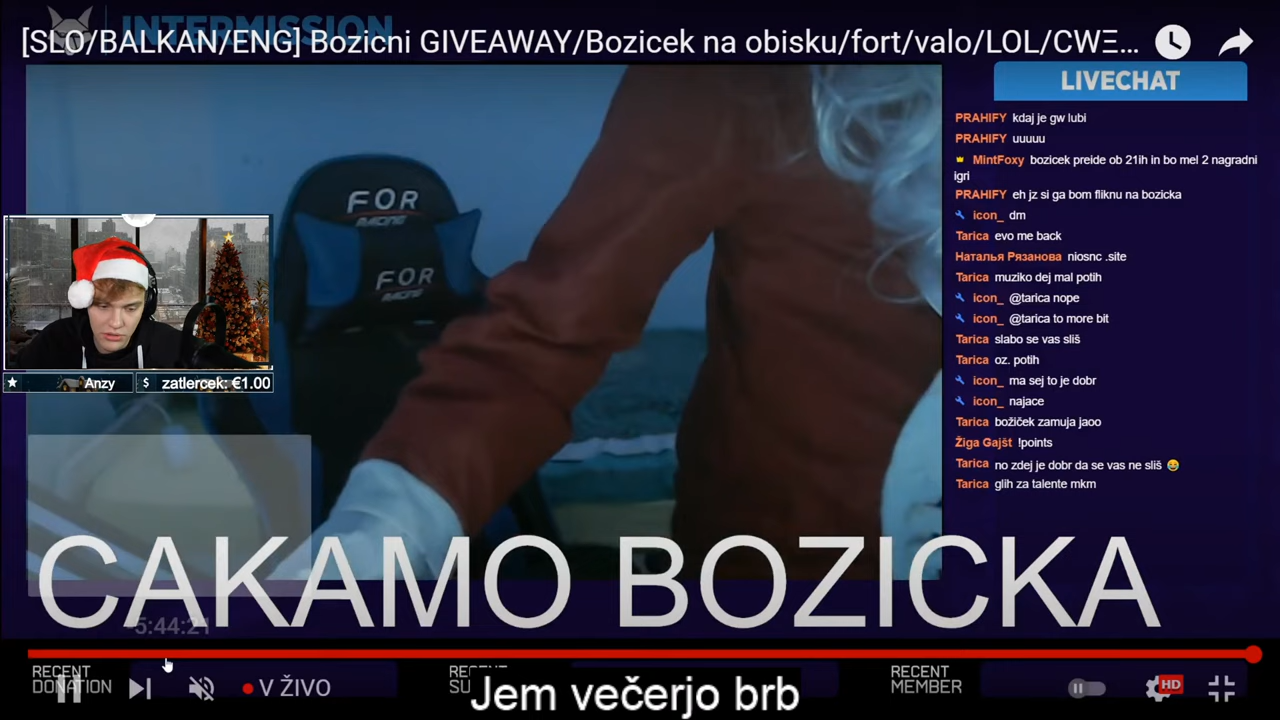 INTERMISSION
[SLO/BALKAN/ENG] Bozicni GIVEAWAY/Bozicek na obisku/fort/valo/LOL/CWΞ...
LIVECHAT
PRAHIFY kdaj je gw lubi
PRAHIFY uuuuu
MintFoxy bozicek preide ob 21ih in bo mel 2 nagradni
igri
PRAHIFY eh jz si ga bom fliknu na bozicka
icon_ dm
Tarica evo me back
Наталья Рязанова niosnc .site
Tarica muziko dej mal potih
icon_ @tarica nope
icon_ @tarica to more bit
Tarica slabo se vas sliš
Tarica oz. potih
icon_ ma sej to je dobr
icon_ najace
Tarica božiček zamuja jaoo
Žiga Gajšt !points
Tarica no zdej je dobr da se vas ne sliš 😂
Tarica glih za talente mkm
FOR
RACING
FOR
RACING
Anzy
$ zatlercek: €1.00
CAKAMO BOZICKA
5:44:21
RECENT
DONATION
RECENT
MEMBER
V ŽIVO
HD
Jem večerjo brb